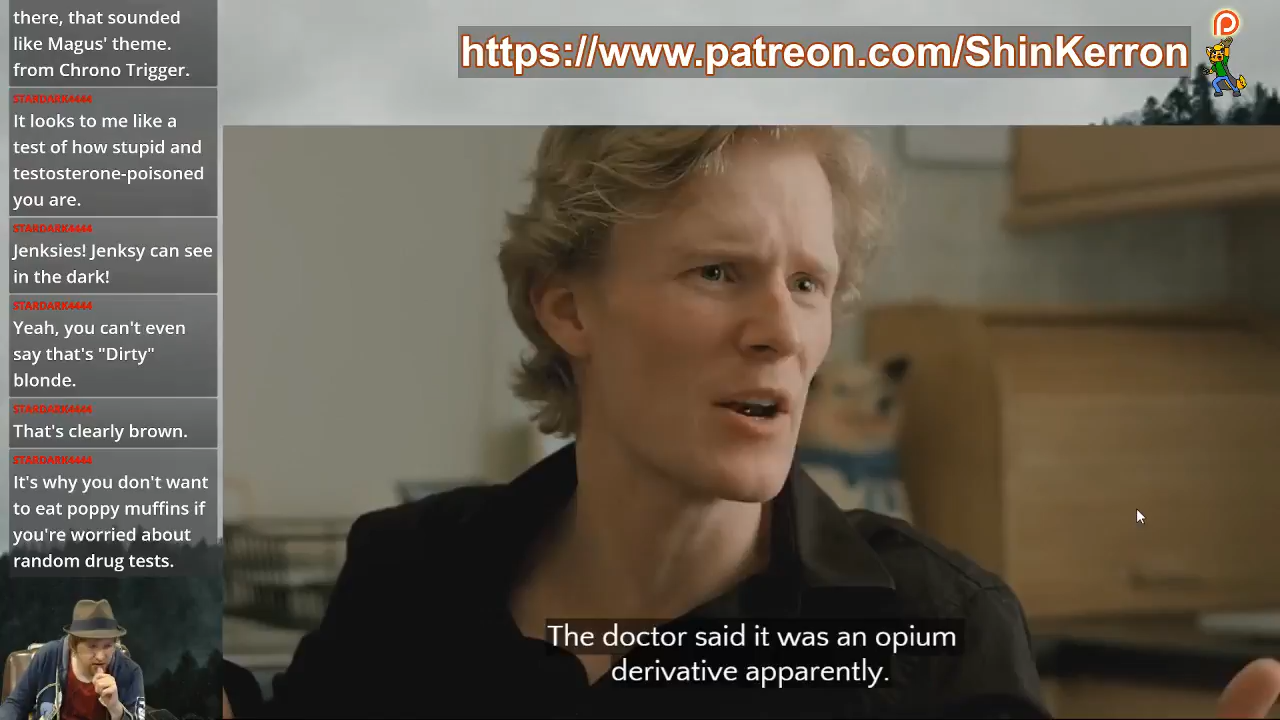 there, that sounded
like Magus' theme.
from Chrono Trigger.
STARDARK4444
It looks to me like a
test of how stupid and
testosterone-poisoned
you are.
STARDARK4444
Jenksies! Jenksy can see
in the dark!
STARDARK4444
Yeah, you can't even
say that's "Dirty"
blonde.
STARDARK4444
That's clearly brown.
STARDARK4444
It's why you don't want
to eat poppy muffins if
you're worried about
random drug tests.
https://www.patreon.com/ShinKerron
The doctor said it was an opium
derivative apparently.